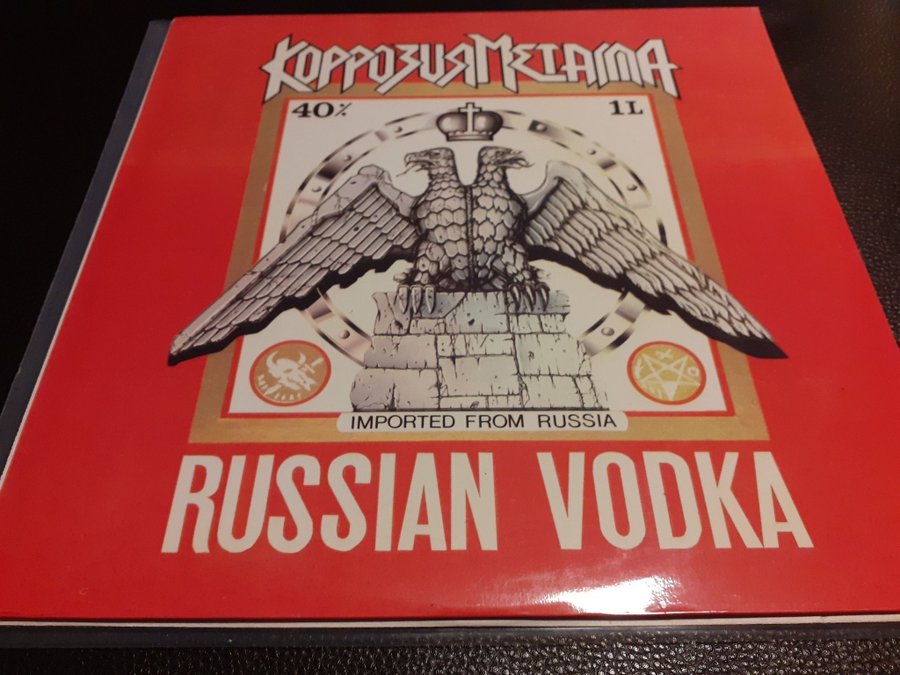 КОРРОЗИЯ МЕТАЛЛА
40% 1L
IMPORTED FROM RUSSIA
RUSSIAN VODKA